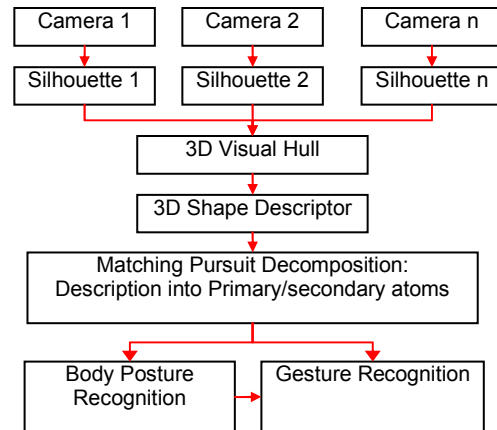 Camera 1
Camera 2
Camera n
Silhouette 1
Silhouette 2
Silhouette n
3D Visual Hull
3D Shape Descriptor
Matching Pursuit Decomposition:
Description into Primary/secondary atoms
Body Posture
Recognition
Gesture Recognition